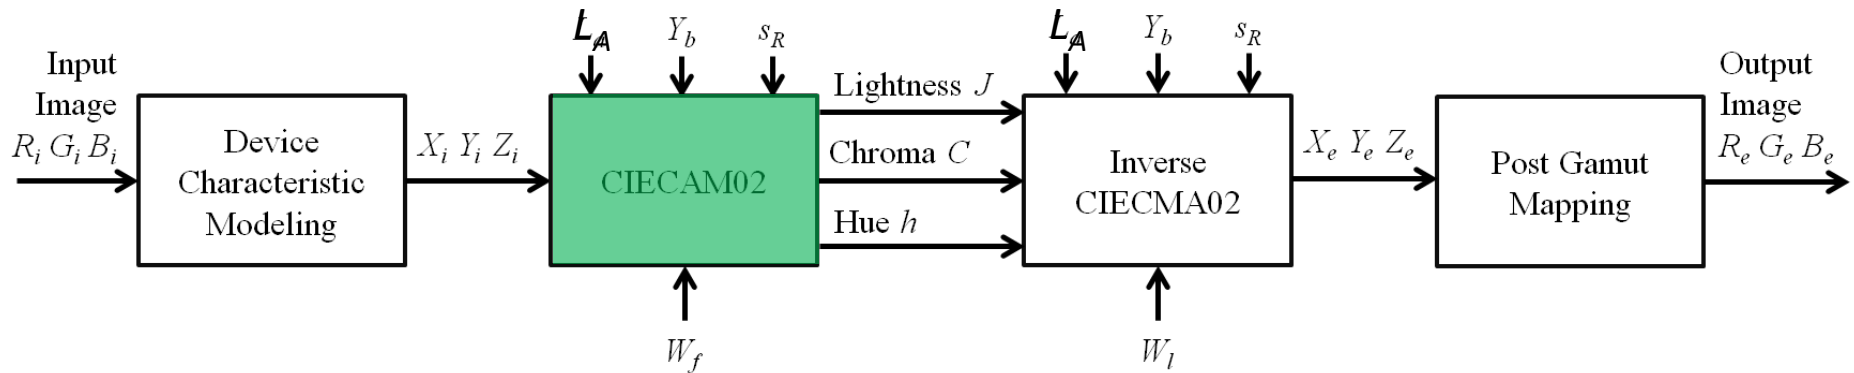 Input
Image
R_i G_i B_i
Device
Characteristic
Modeling
X_i Y_i Z_i
L_A
Y_b
s_R
CIECAM02
W_f
Lightness J
Chroma C
Hue h
L_A
Y_b
s_R
Inverse
CIECMA02
W_l
X_e Y_e Z_e
Post Gamut
Mapping
Output
Image
R_e G_e B_e